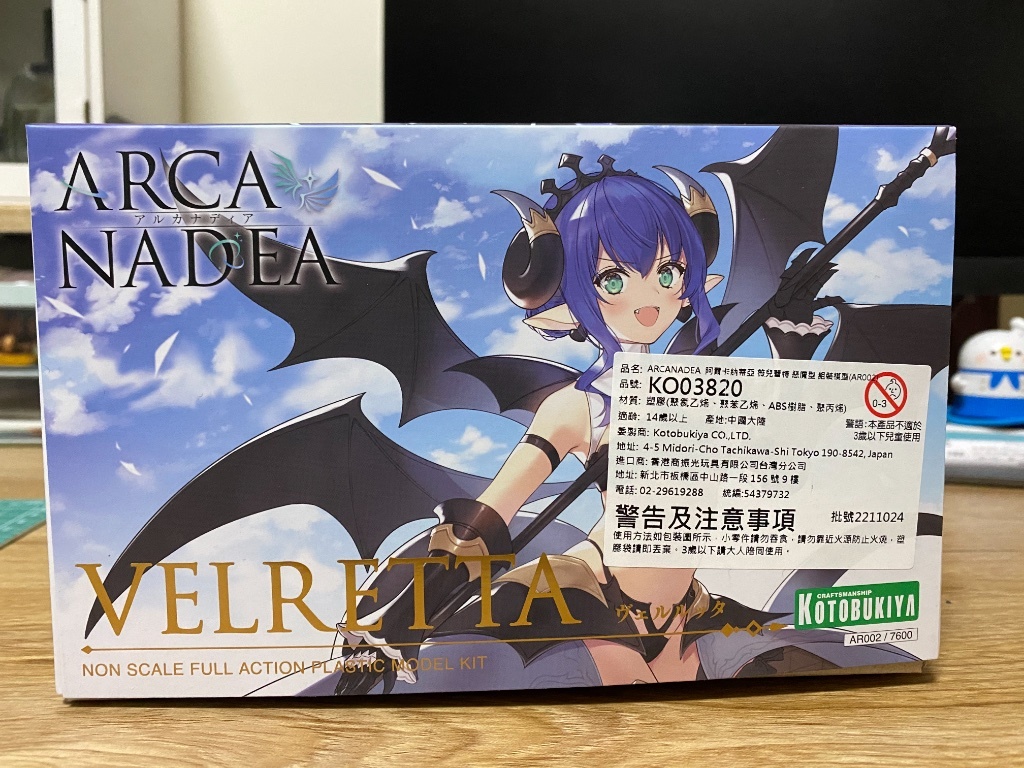 ARCA
アルカナディア
NADEA
品名: ARCANADEA 阿爾卡納蒂亞 薇兒蕾特 惡魔型 組裝模型(AR002
品號: KO03820
材質: 塑膠(聚氯乙烯、聚苯乙烯、ABS樹脂、聚丙烯)
0-3
適齡: 14歲以上 產地:中國大陸
警語:本產品不適於
3歲以下兒童使用
委製商: Kotobukiya CO.,LTD.
地址: 4-5 Midori-Cho Tachikawa-Shi Tokyo 190-8542, Japan
進口商: 香港商振光玩具有限公司台灣分公司
地址: 新北市板橋區中山路一段156號9樓
電話: 02-29619288 統編:54379732
警告及注意事項 批號2211024
使用方法如包裝圖所示，小零件請勿吞食，請勿靠近火源防止火燒，塑
膠袋請即丟棄，3歲以下請大人陪同使用。
VELRETTA
ヴェルルッタ
NON SCALE FULL ACTION PLASTIC MODEL KIT
CRAFTSMANSHIP
KOTOBUKIYA
AR002 / 7600